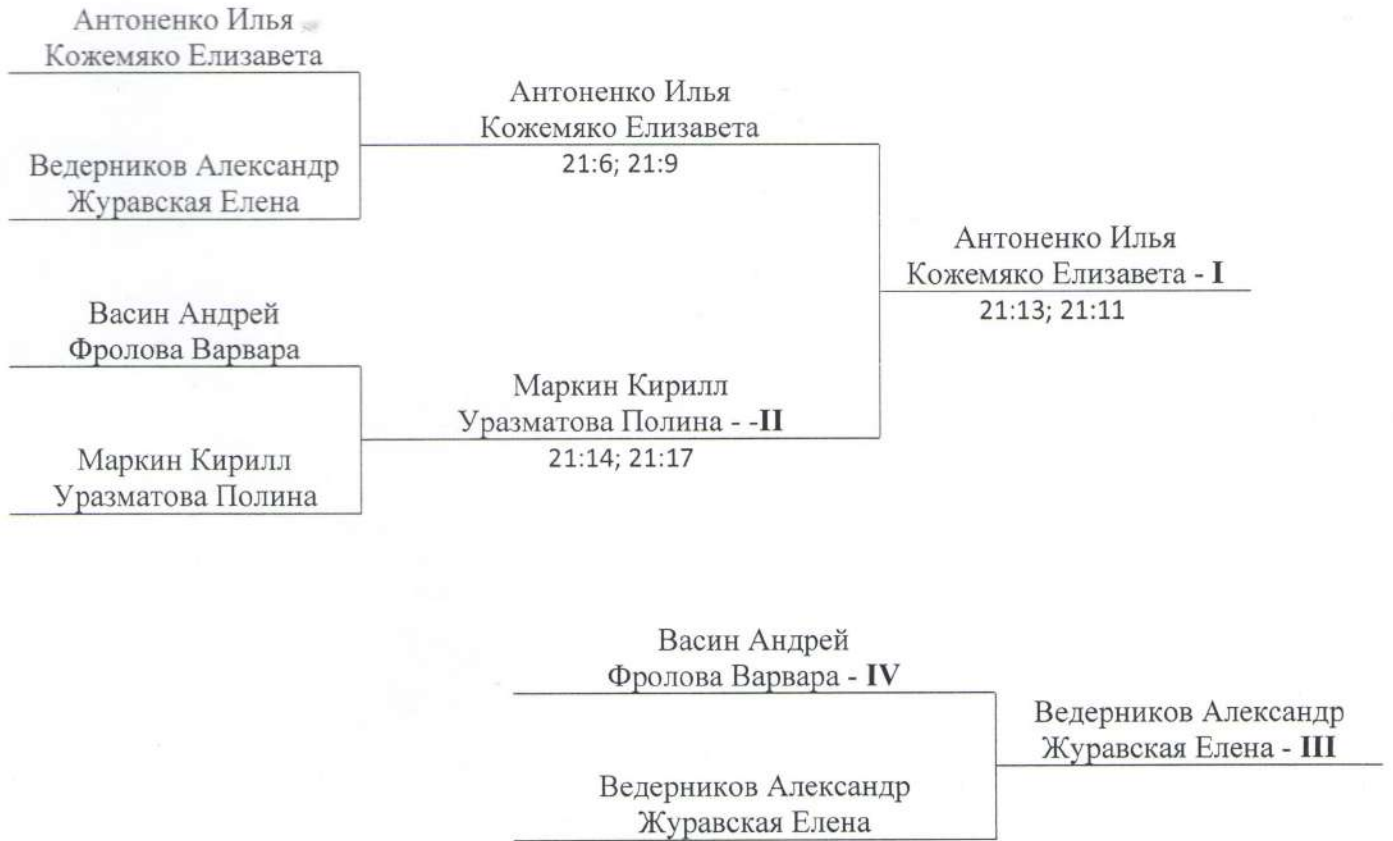 Антоненко Илья
Кожемяко Елизавета
Ведерников Александр
Журавская Елена
Васин Андрей
Фролова Варвара
Маркин Кирилл
Уразматова Полина
Антоненко Илья
Кожемяко Елизавета
21:6; 21:9
Маркин Кирилл
Уразматова Полина - -II
21:14; 21:17
Антоненко Илья
Кожемяко Елизавета - I
21:13; 21:11
Васин Андрей
Фролова Варвара - IV
Ведерников Александр
Журавская Елена
Ведерников Александр
Журавская Елена - III